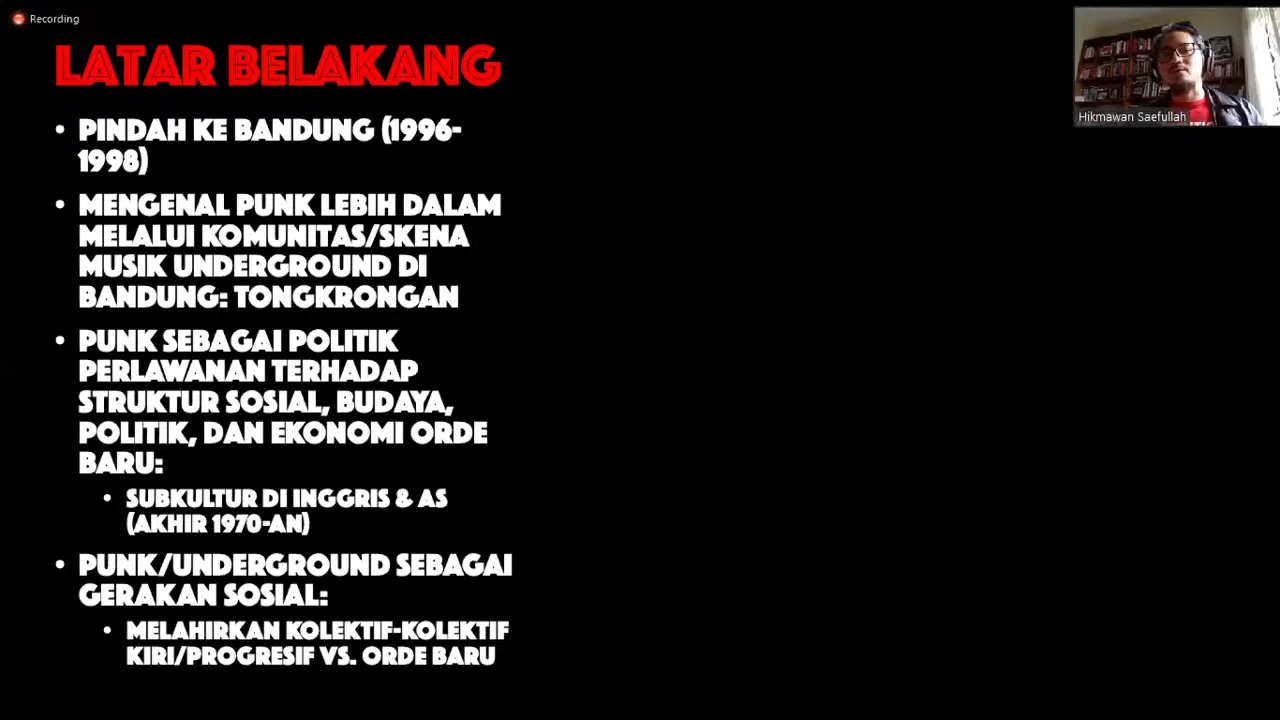 Recording
LATAR BELAKANG
• PINDAH KE BANDUNG (1996-
1998)
• MENGENAL PUNK LEBIH DALAM
MELALUI KOMUNITAS/SKENA
MUSIK UNDERGROUND DI
BANDUNG: TONGKRONGAN
• PUNK SEBAGAI POLITIK
PERLAWANAN TERHADAP
STRUKTUR SOSIAL, BUDAYA,
POLITIK, DAN EKONOMI ORDE
BARU:
• SUBKULTUR DI INGGRIS & AS
(AKHIR 1970-AN)
• PUNK/UNDERGROUND SEBAGAI
GERAKAN SOSIAL:
• MELAHIRKAN KOLEKTIF-KOLEKTIF
KIRI/PROGRESIF VS. ORDE BARU
Hikmawan Saefullah